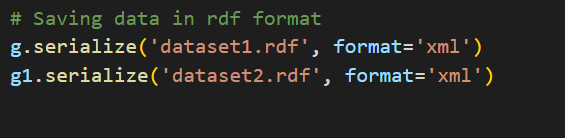 # Saving data in rdf format
g.serialize('dataset1.rdf', format='xml')
g1.serialize('dataset2.rdf', format='xml')